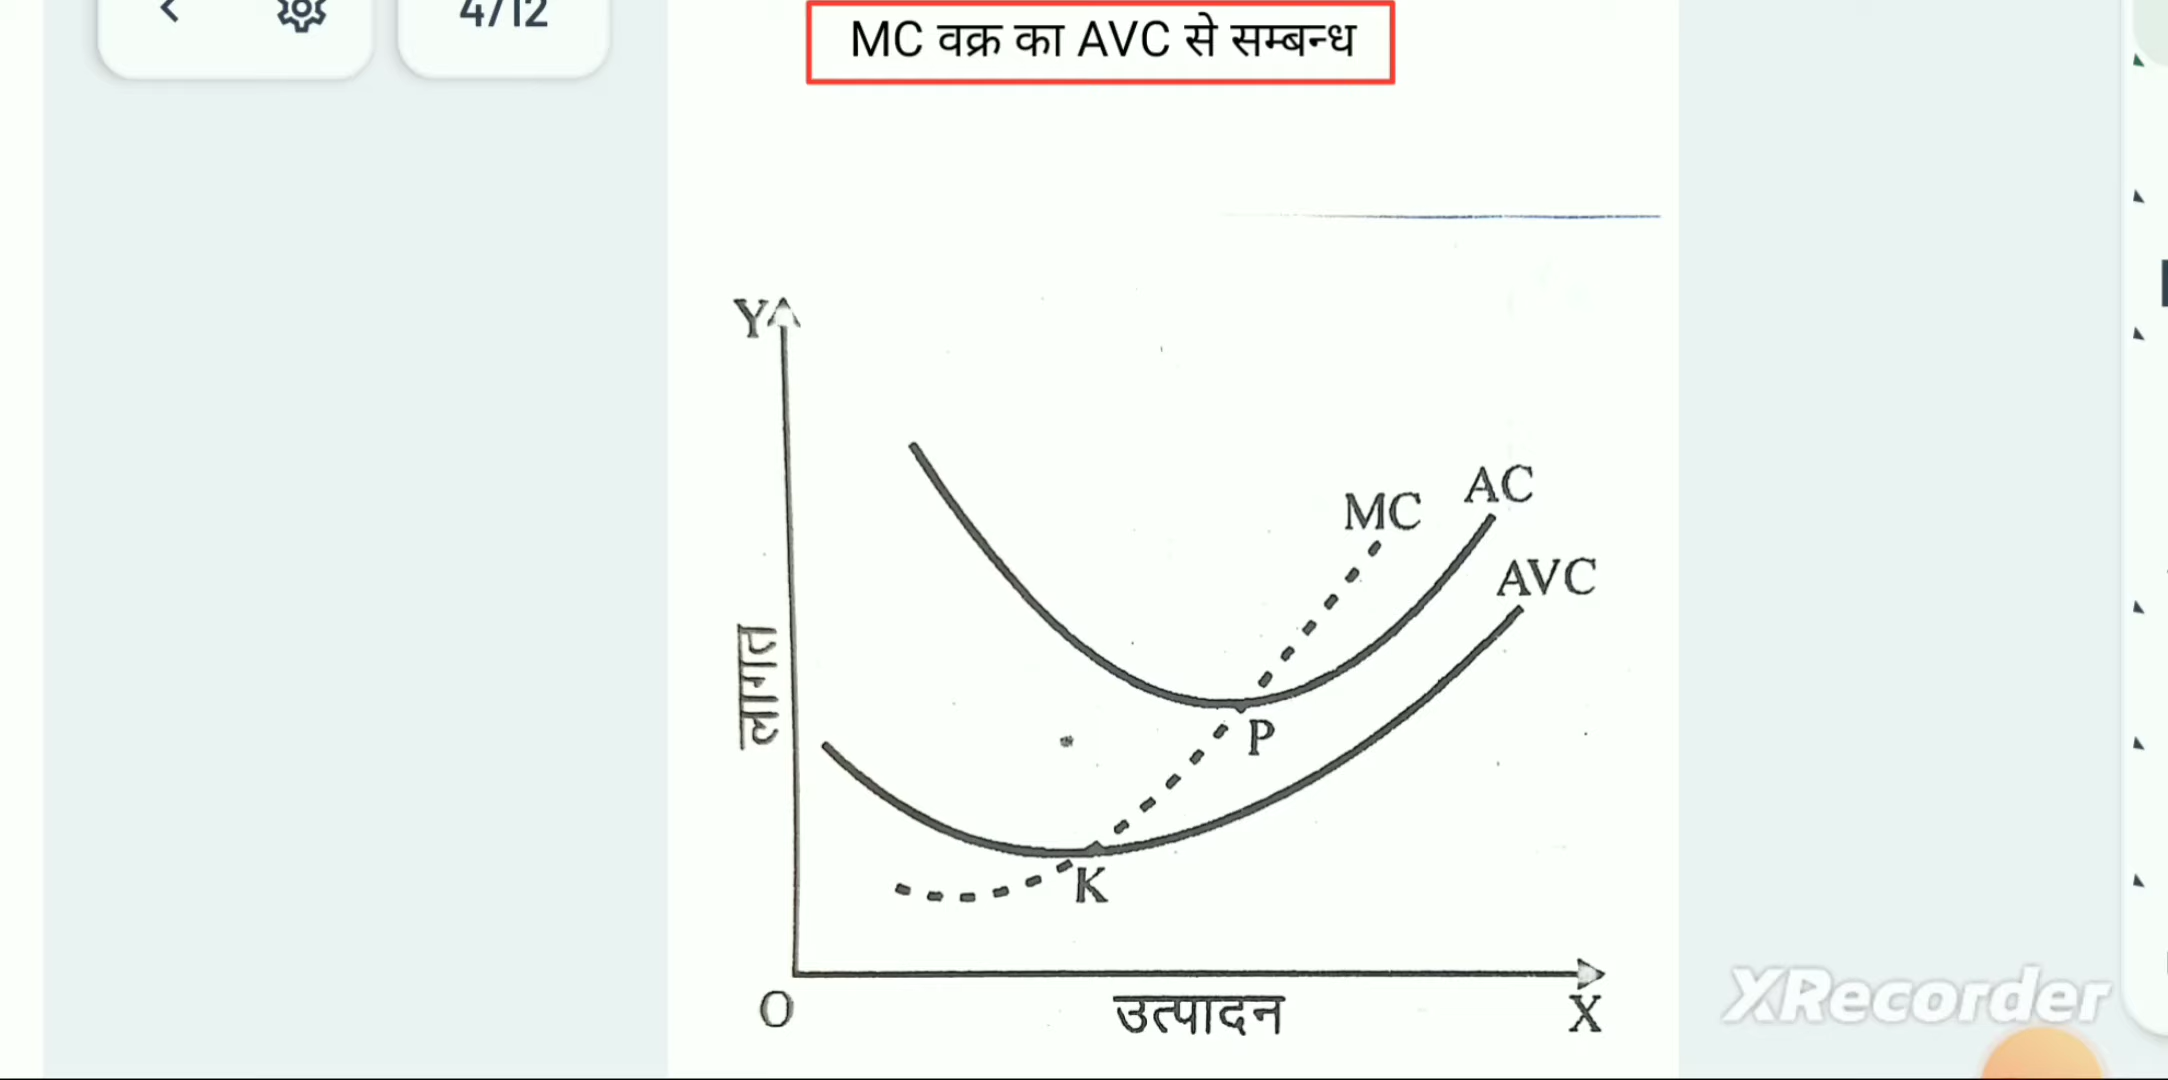 4/12
MC वक्र का AVC से सम्बन्ध
Y
AC
MC
AVC
लागत
P
K
O
उत्पादन
X
XRecorder